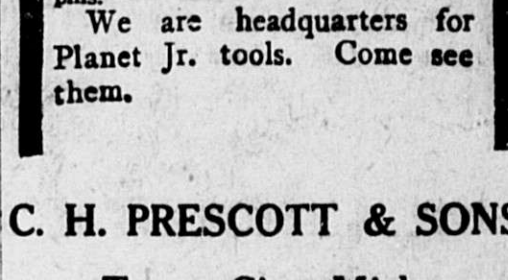 We are headquarters for
Planet Jr. tools. Come see
them.
C. H. PRESCOTT & SONS